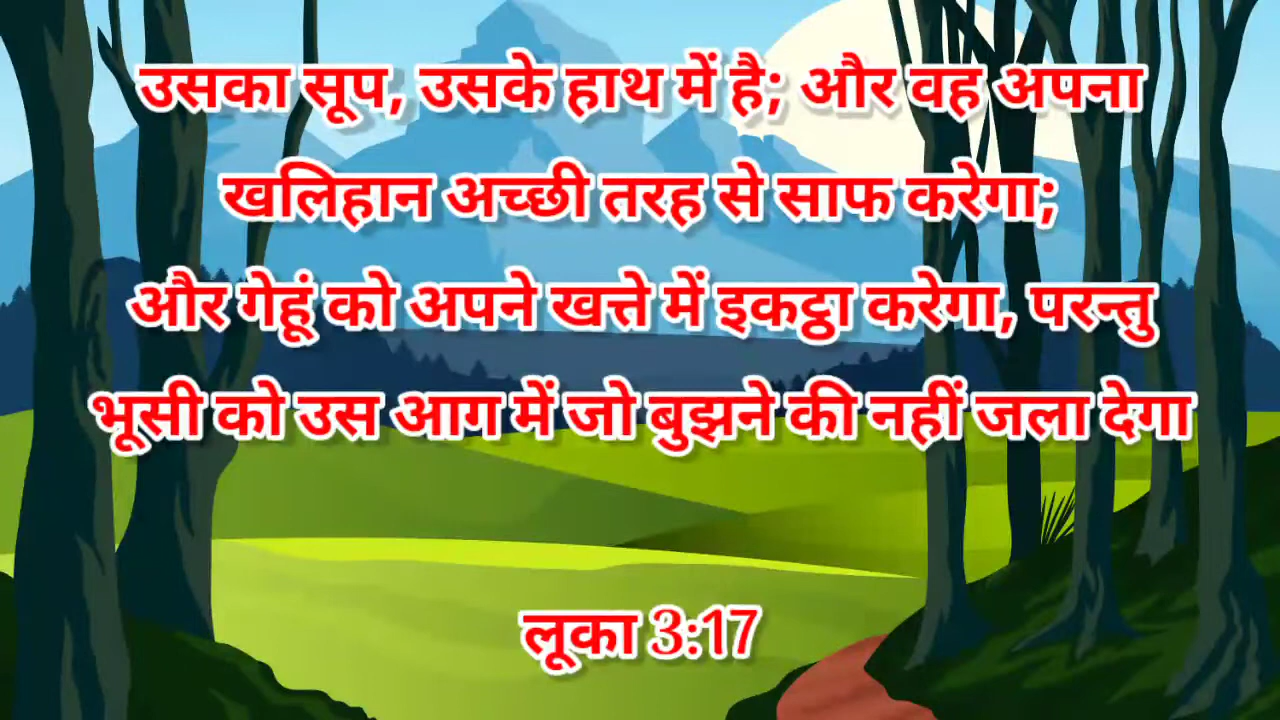 उसका सूप, उसके हाथ में है; और वह अपना
खलिहान अच्छी तरह से साफ करेगा;
और गेहूं को अपने खत्ते में इकट्ठा करेगा, परन्तु
भूसी को उस आग में जो बुझने की नहीं जला देगा
लूका 3:17